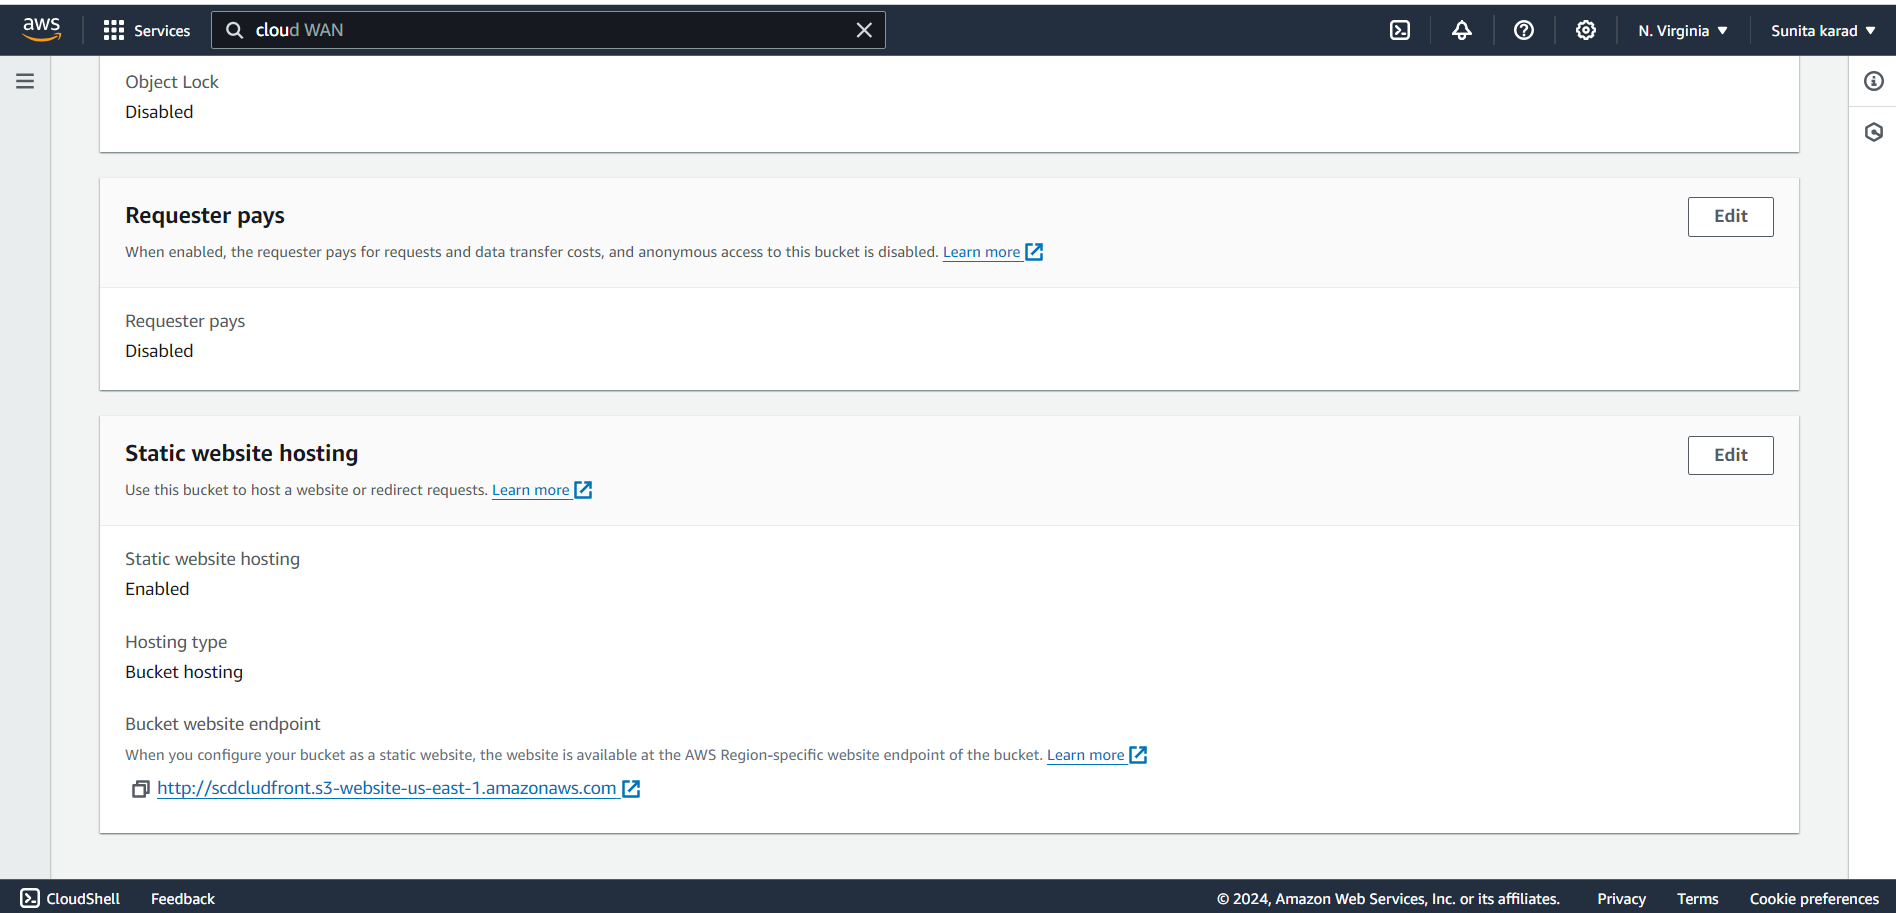 aws
Services
cloud WAN
N. Virginia
Sunita karad
Object Lock
Disabled
Requester pays
Edit
When enabled, the requester pays for requests and data transfer costs, and anonymous access to this bucket is disabled. Learn more
Requester pays
Disabled
Static website hosting
Edit
Use this bucket to host a website or redirect requests. Learn more
Static website hosting
Enabled
Hosting type
Bucket hosting
Bucket website endpoint
When you configure your bucket as a static website, the website is available at the AWS Region-specific website endpoint of the bucket. Learn more
http://scdcludfront.s3-website-us-east-1.amazonaws.com
CloudShell
Feedback
© 2024, Amazon Web Services, Inc. or its affiliates.
Privacy
Terms
Cookie preferences